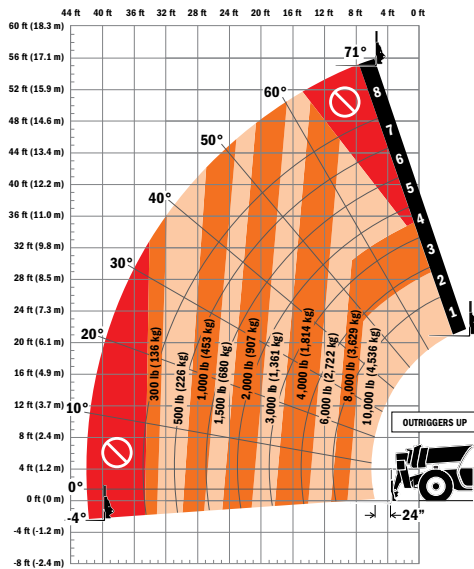 44 ft 40 ft 36 ft 32 ft 28 ft 24 ft 20 ft 16 ft 12 ft 8 ft 4 ft 0 ft
60 ft (18.3 m)
56 ft (17.1 m)
52 ft (15.9 m)
48 ft (14.6 m)
44 ft (13.4 m)
40 ft (12.2 m)
36 ft (11.0 m)
32 ft (9.8 m)
28 ft (8.5 m)
24 ft (7.3 m)
20 ft (6.1 m)
16 ft (4.9 m)
12 ft (3.7 m)
8 ft (2.4 m)
4 ft (1.2 m)
0 ft (0 m)
-4 ft (-1.2 m)
-8 ft (-2.4 m)
71°
60°
50°
40°
30°
20°
10°
0°
-4°
8
7
6
5
4
3
2
1
300 lb (136 kg)
500 lb (226 kg)
1,000 lb (453 kg)
1,500 lb (680 kg)
2,000 lb (907 kg)
3,000 lb (1,361 kg)
4,000 lb (1,814 kg)
6,000 lb (2,722 kg)
8,000 lb (3,629 kg)
10,000 lb (4,536 kg)
OUTRIGGERS UP
24”